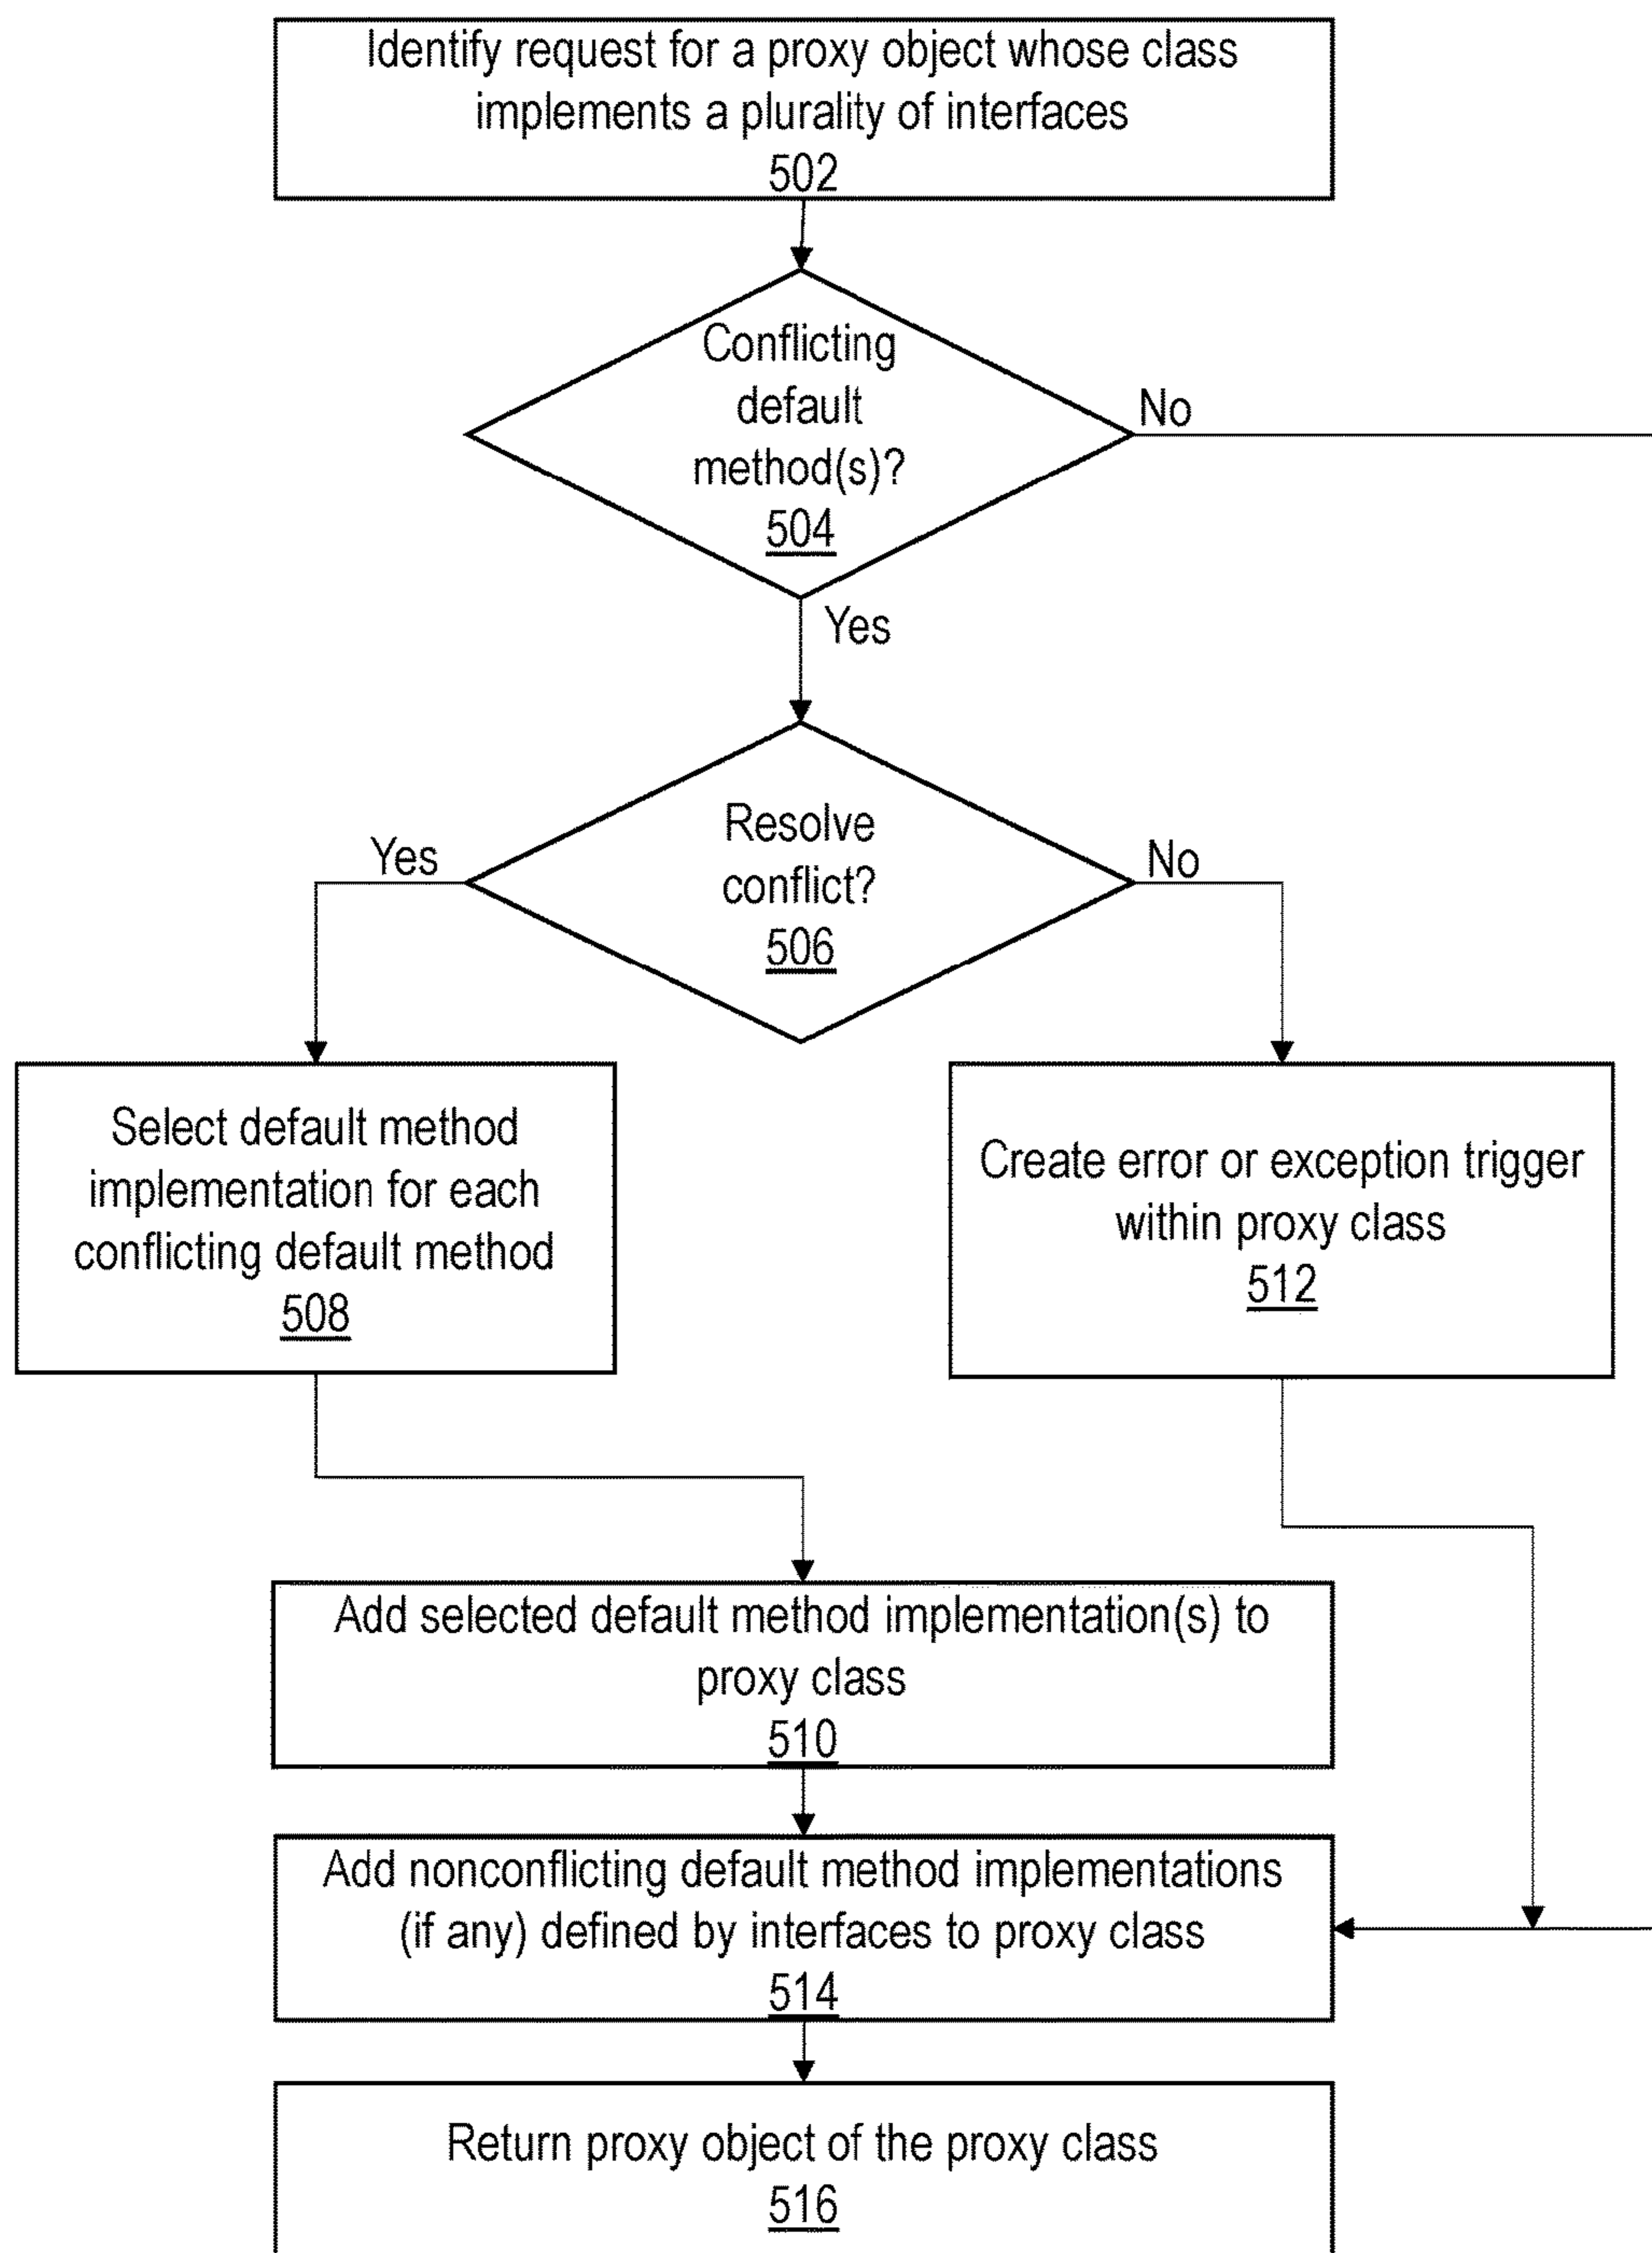 Identify request for a proxy object whose class
implements a plurality of interfaces
502
Conflicting
default
method(s)?
504
No
Yes
Resolve
conflict?
506
Yes
No
Select default method
implementation for each
conflicting default method
508
Create error or exception trigger
within proxy class
512
Add selected default method implementation(s) to
proxy class
510
Add nonconflicting default method implementations
(if any) defined by interfaces to proxy class
514
Return proxy object of the proxy class
516